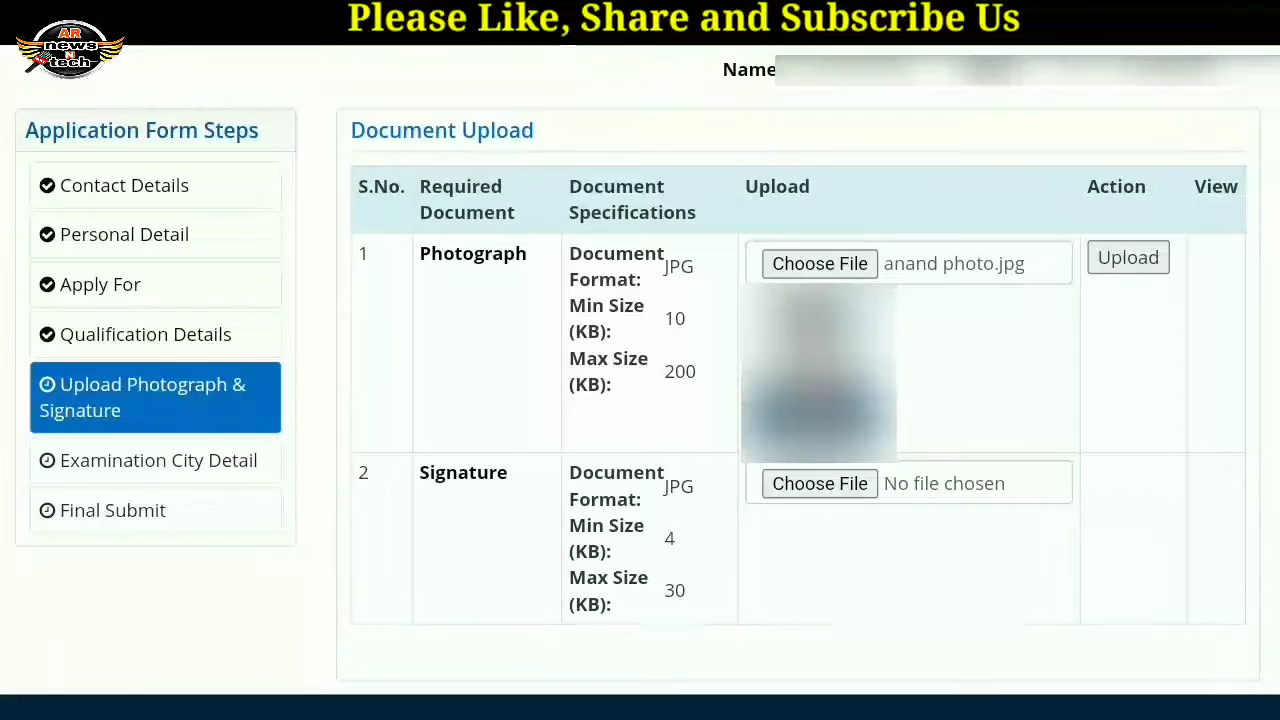 Please Like, Share and Subscribe Us
AR
news
N
tech
Name
Application Form Steps
Contact Details
Personal Detail
Apply For
Qualification Details
Upload Photograph &
Signature
Examination City Detail
Final Submit
Document Upload
S.No. Required Document Upload Action View
Document Specifications
1 Photograph Document JPG Choose File anand photo.jpg Upload
Format:
Min Size 10
(KB):
Max Size 200
(KB):
2 Signature Document JPG Choose File No file chosen
Format:
Min Size 4
(KB):
Max Size 30
(KB):